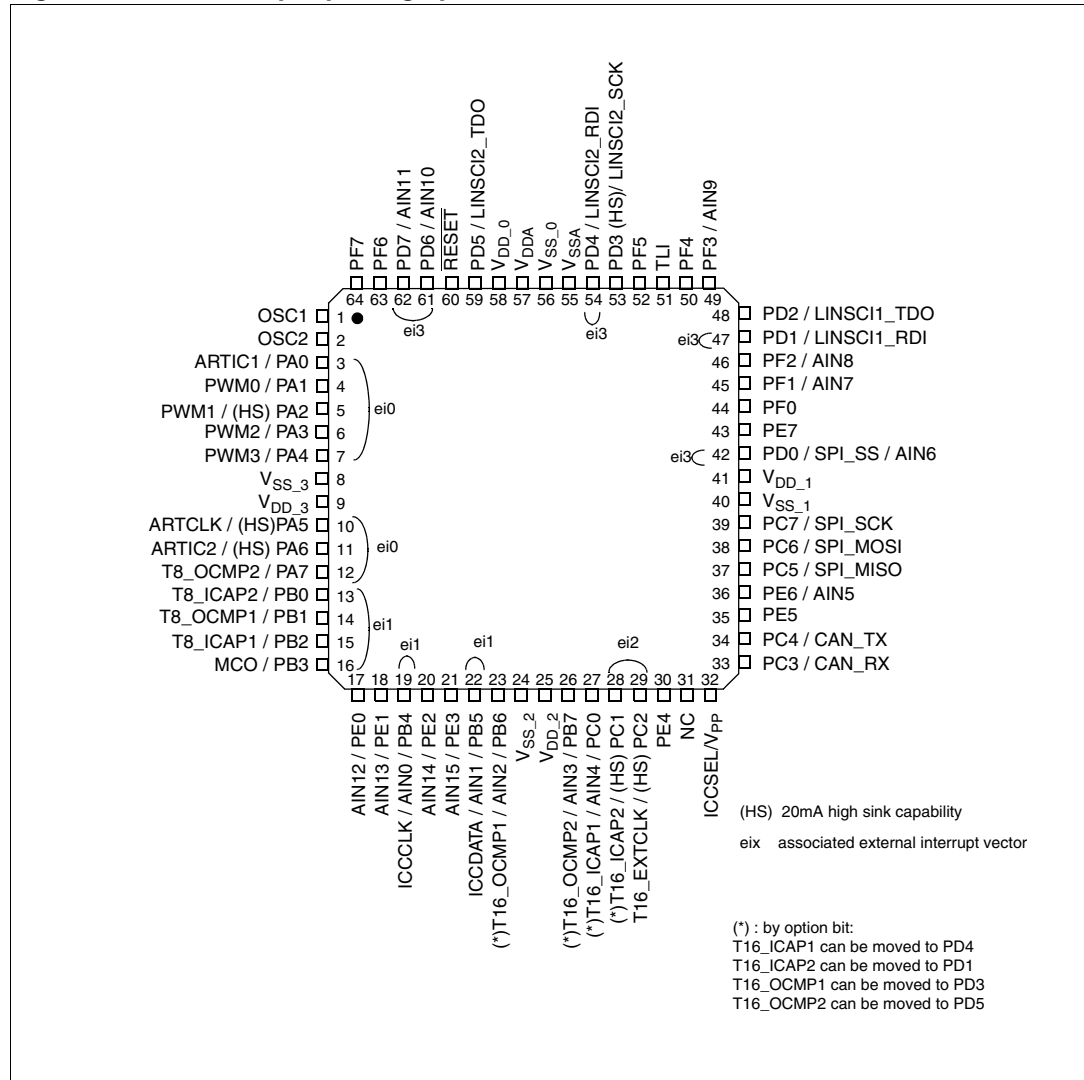 PF7
PF6
PD7 / AIN11
PD6 / AIN10
RESET
PD5 / LINSCI2_TDO
VDD_0
VDDA
VSS_0
VSSA
PD4 / LINSCI2_RDI
PD3 (HS)/ LINSCI2_SCK
PF5
TLI
PF4
PF3 / AIN9
64 63 62 61 60 59 58 57 56 55 54 53 52 51 50 49
ei3
ei3
OSC1 1
OSC2 2
ARTIC1 / PA0 3
PWM0 / PA1 4
PWM1 / (HS) PA2 5
ei0
PWM2 / PA3 6
PWM3 / PA4 7
VSS_3 8
VDD_3 9
ARTCLK / (HS)PA5 10
ARTIC2 / (HS) PA6 11
ei0
T8_OCMP2 / PA7 12
T8_ICAP2 / PB0 13
T8_OCMP1 / PB1 14
ei1
T8_ICAP1 / PB2 15
MCO / PB3 16
48 PD2 / LINSCI1_TDO
ei3 47 PD1 / LINSCI1_RDI
46 PF2 / AIN8
45 PF1 / AIN7
44 PF0
43 PE7
ei3 42 PD0 / SPI_SS / AIN6
41 VDD_1
40 VSS_1
39 PC7 / SPI_SCK
38 PC6 / SPI_MOSI
37 PC5 / SPI_MISO
36 PE6 / AIN5
35 PE5
34 PC4 / CAN_TX
33 PC3 / CAN_RX
ei1
ei1
ei2
17 18 19 20 21 22 23 24 25 26 27 28 29 30 31 32
AIN12 / PE0
AIN13 / PE1
ICCCLK / AIN0 / PB4
AIN14 / PE2
AIN15 / PE3
ICCDATA / AIN1 / PB5
(*)T16_OCMP1 / AIN2 / PB6
VSS_2
VDD_2
(*)T16_OCMP2 / AIN3 / PB7
(*)T16_ICAP1 / AIN4 / PC0
(*)T16_ICAP2 / (HS) PC1
T16_EXTCLK / (HS) PC2
PE4
NC
ICCSEL/VPP
(HS) 20mA high sink capability
eix associated external interrupt vector
(*) : by option bit:
T16_ICAP1 can be moved to PD4
T16_ICAP2 can be moved to PD1
T16_OCMP1 can be moved to PD3
T16_OCMP2 can be moved to PD5